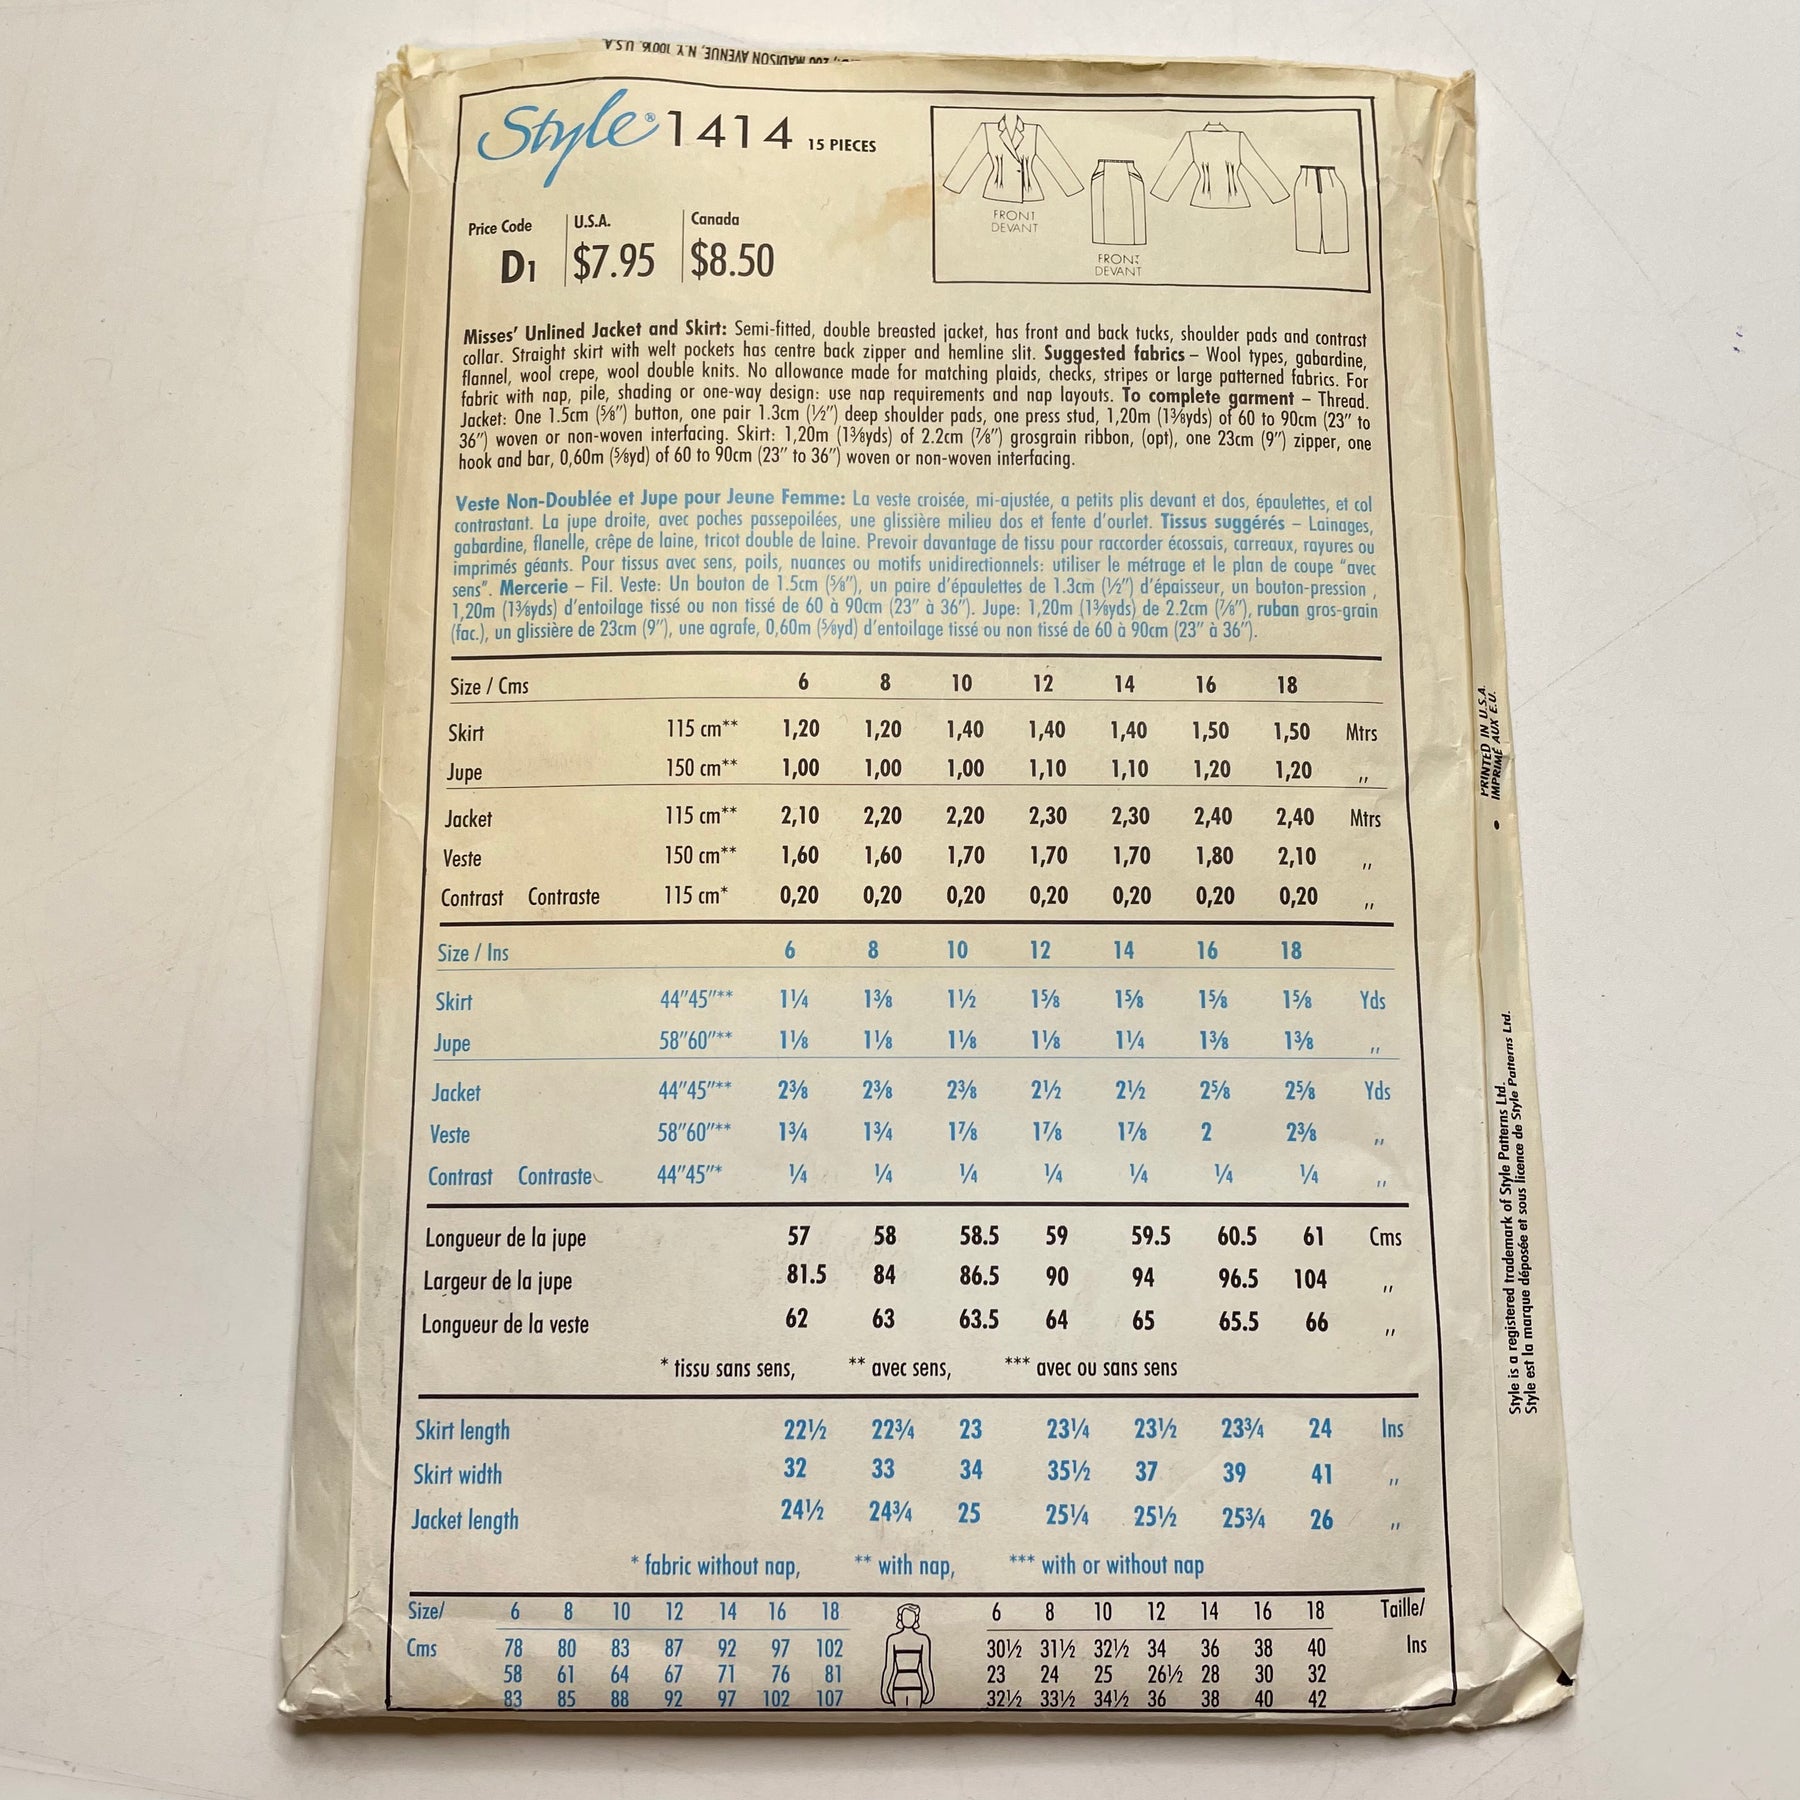 200 MADISON AVENUE, N.Y. 10016, U.S.A.
Style® 1414 15 PIECES
Price Code U.S.A. Canada
D1 $7.95 $8.50
FRONT
DEVANT
FRONT
DEVANT
Misses' Unlined Jacket and Skirt: Semi-fitted, double breasted jacket, has front and back tucks, shoulder pads and contrast
collar. Straight skirt with welt pockets has centre back zipper and hemline slit. Suggested fabrics – Wool types, gabardine,
flannel, wool crepe, wool double knits. No allowance made for matching plaids, checks, stripes or large patterned fabrics. For
fabric with nap, pile, shading or one-way design: use nap requirements and nap layouts. To complete garment – Thread.
Jacket: One 1.5cm (⅝") button, one pair 1.3cm (½") deep shoulder pads, one press stud, 1,20m (1⅜yds) of 60 to 90cm (23" to
36") woven or non-woven interfacing. Skirt: 1,20m (1⅜yds) of 2.2cm (⅞") grosgrain ribbon, (opt), one 23cm (9") zipper, one
hook and bar, 0,60m (⅝yd) of 60 to 90cm (23" to 36") woven or non-woven interfacing.
Veste Non-Doublée et Jupe pour Jeune Femme: La veste croisée, mi-ajustée, a petits plis devant et dos, épaulettes, et col
contrastant. La jupe droite, avec poches passepoilées, une glissière milieu dos et fente d'ourlet. Tissus suggérés – Lainages,
gabardine, flanelle, crêpe de laine, tricot double de laine. Prevoir davantage de tissu pour raccorder écossais, carreaux, rayures ou
imprimés géants. Pour tissus avec sens, poils, nuances ou motifs unidirectionnels: utiliser le métrage et le plan de coupe "avec
sens". Mercerie – Fil. Veste: Un bouton de 1.5cm (⅝"), un paire d'épaulettes de 1.3cm (½") d'épaisseur, un bouton-pression ,
1,20m (1⅜yds) d'entoilage tissé ou non tissé de 60 à 90cm (23" à 36"). Jupe: 1,20m (1⅜yds) de 2.2cm (⅞"), ruban gros-grain
(fac.), un glissière de 23cm (9"), une agrafe, 0,60m (⅝yd) d'entoilage tissé ou non tissé de 60 à 90cm (23" à 36").
Size / Cms 6 8 10 12 14 16 18
Skirt 115 cm** 1,20 1,20 1,40 1,40 1,40 1,50 1,50 Mtrs
Jupe 150 cm** 1,00 1,00 1,00 1,10 1,10 1,20 1,20 ,,
Jacket 115 cm** 2,10 2,20 2,20 2,30 2,30 2,40 2,40 Mtrs
Veste 150 cm** 1,60 1,60 1,70 1,70 1,70 1,80 2,10 ,,
Contrast Contraste 115 cm* 0,20 0,20 0,20 0,20 0,20 0,20 0,20 ,,
Size / Ins 6 8 10 12 14 16 18
Skirt 44"45"** 1¼ 1⅜ 1½ 1⅝ 1⅝ 1⅝ 1⅝ Yds
Jupe 58"60"** 1⅛ 1⅛ 1⅛ 1⅛ 1¼ 1⅜ 1⅜ ,,
Jacket 44"45"** 2⅜ 2⅜ 2⅜ 2½ 2½ 2⅝ 2⅝ Yds
Veste 58"60"** 1¾ 1¾ 1⅞ 1⅞ 1⅞ 2 2⅜ ,,
Contrast Contraste 44"45"* ¼ ¼ ¼ ¼ ¼ ¼ ¼ ,,
Longueur de la jupe 57 58 58.5 59 59.5 60.5 61 Cms
Largeur de la jupe 81.5 84 86.5 90 94 96.5 104 ,,
Longueur de la veste 62 63 63.5 64 65 65.5 66 ,,
* tissu sans sens, ** avec sens, *** avec ou sans sens
Skirt length 22½ 22¾ 23 23¼ 23½ 23¾ 24 Ins
Skirt width 32 33 34 35½ 37 39 41 ,,
Jacket length 24½ 24¾ 25 25¼ 25½ 25¾ 26 ,,
* fabric without nap, ** with nap, *** with or without nap
Size/ 6 8 10 12 14 16 18 6 8 10 12 14 16 18 Taille/
Cms 78 80 83 87 92 97 102 30½ 31½ 32½ 34 36 38 40 Ins
58 61 64 67 71 76 81 23 24 25 26½ 28 30 32
83 85 88 92 97 102 107 32½ 33½ 34½ 36 38 40 42
PRINTED IN U.S.A.
IMPRIMÉ AUX E.U.
•
Style is a registered trademark of Style Patterns Ltd.
Style est la marque déposée et sous licence de Style Patterns Ltd.